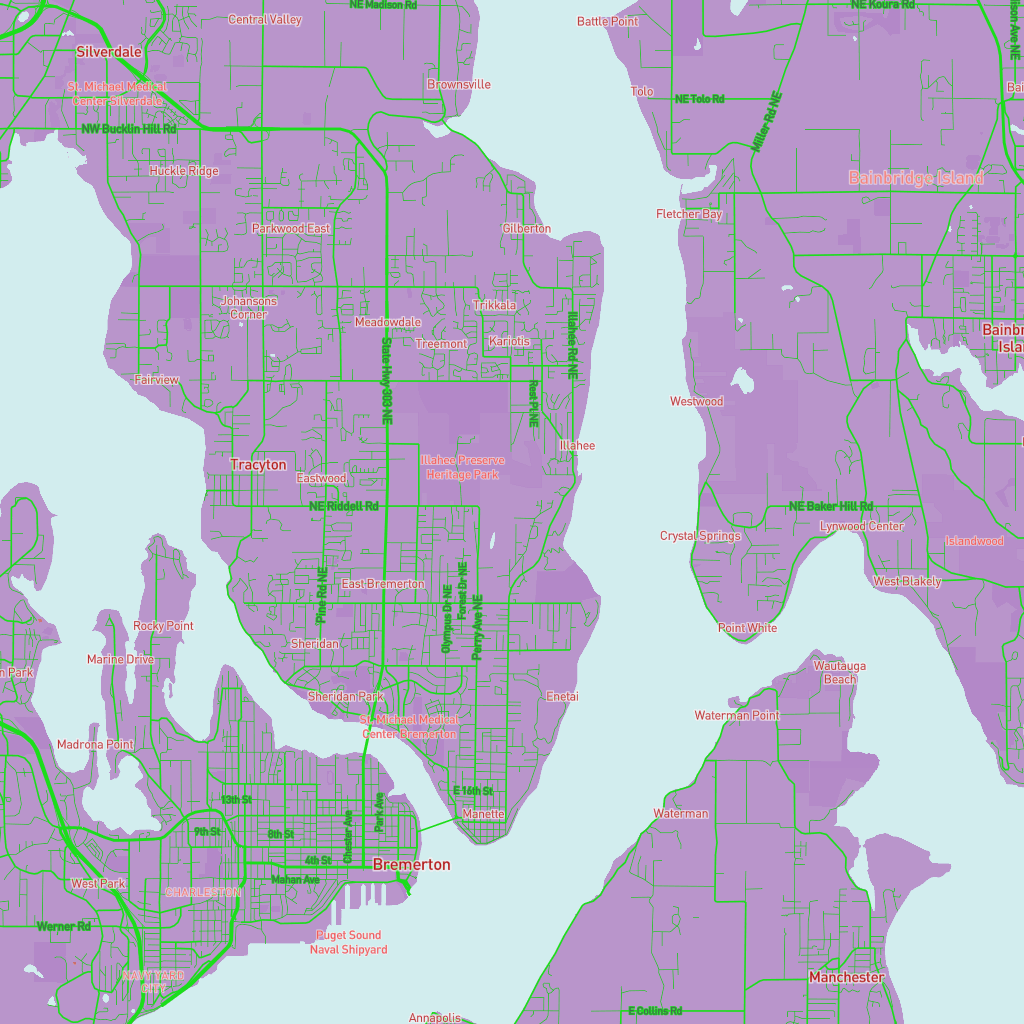 NE Madison Rd
NE Koura Rd
Central Valley
Battle Point
Silverdale
St. Michael Medical
Center Silverdale
Brownsville
Tolo
NE Tolo Rd
Miller Rd NE
NW Bucklin Hill Rd
Huckle Ridge
Bainbridge Island
Fletcher Bay
Parkwood East
Gilberton
Johansons
Corner
Trikkala
Meadowdale
Treemont
Kariotis
Illahee Rd NE
State Hwy 303 NE
Fairview
Rest Pl NE
Westwood
Illahee
Tracyton
Eastwood
Illahee Preserve
Heritage Park
NE Riddell Rd
NE Baker Hill Rd
Lynwood Center
Crystal Springs
Islandwood
East Bremerton
West Blakely
Pine Rd NE
Olympus Dr NE
Forest Dr NE
Perry Ave NE
Rocky Point
Point White
Sheridan
Marine Drive
Wautauga
Beach
Sheridan Park
Enetai
St. Michael Medical
Center Bremerton
Waterman Point
Madrona Point
E 16th St
13th St
Park Ave
Manette
Waterman
9th St
8th St
Chester Ave
4th St
Bremerton
Mahan Ave
West Park
CHARLESTON
Werner Rd
Puget Sound
Naval Shipyard
NAVY YARD
CITY
Manchester
E Collins Rd
Annapolis